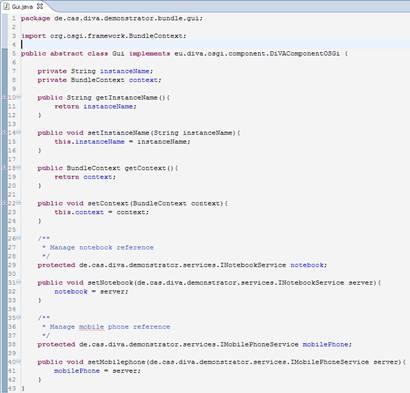 Gui.java
1 package de.cas.diva.demonstrator.bundle.gui;
2
3 import org.osgi.framework.BundleContext;
4
5 public abstract class Gui implements eu.diva.osgi.component.DiVAComponentOSGi {
6
7 private String instanceName;
8 private BundleContext context;
9
10 public String getInstanceName(){
11 return instanceName;
12 }
13
14 public void setInstanceName(String instanceName){
15 this.instanceName = instanceName;
16 }
17
18 public BundleContext getContext(){
19 return context;
20 }
21
22 public void setContext(BundleContext context){
23 this.context = context;
24 }
25
26 /**
27 * Manage notebook reference
28 */
29 protected de.cas.diva.demonstrator.services.INotebookService notebook;
30
31 public void setNotebook(de.cas.diva.demonstrator.services.INotebookService server){
32 notebook = server;
33 }
34
35 /**
36 * Manage mobile phone reference
37 */
38 protected de.cas.diva.demonstrator.services.IMobilePhoneService mobilePhone;
39
40 public void setMobilephone(de.cas.diva.demonstrator.services.IMobilePhoneService server){
41 mobilePhone = server;
42 }
43 }